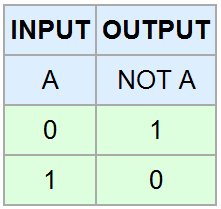 INPUT OUTPUT
A NOT A
0 1
1 0